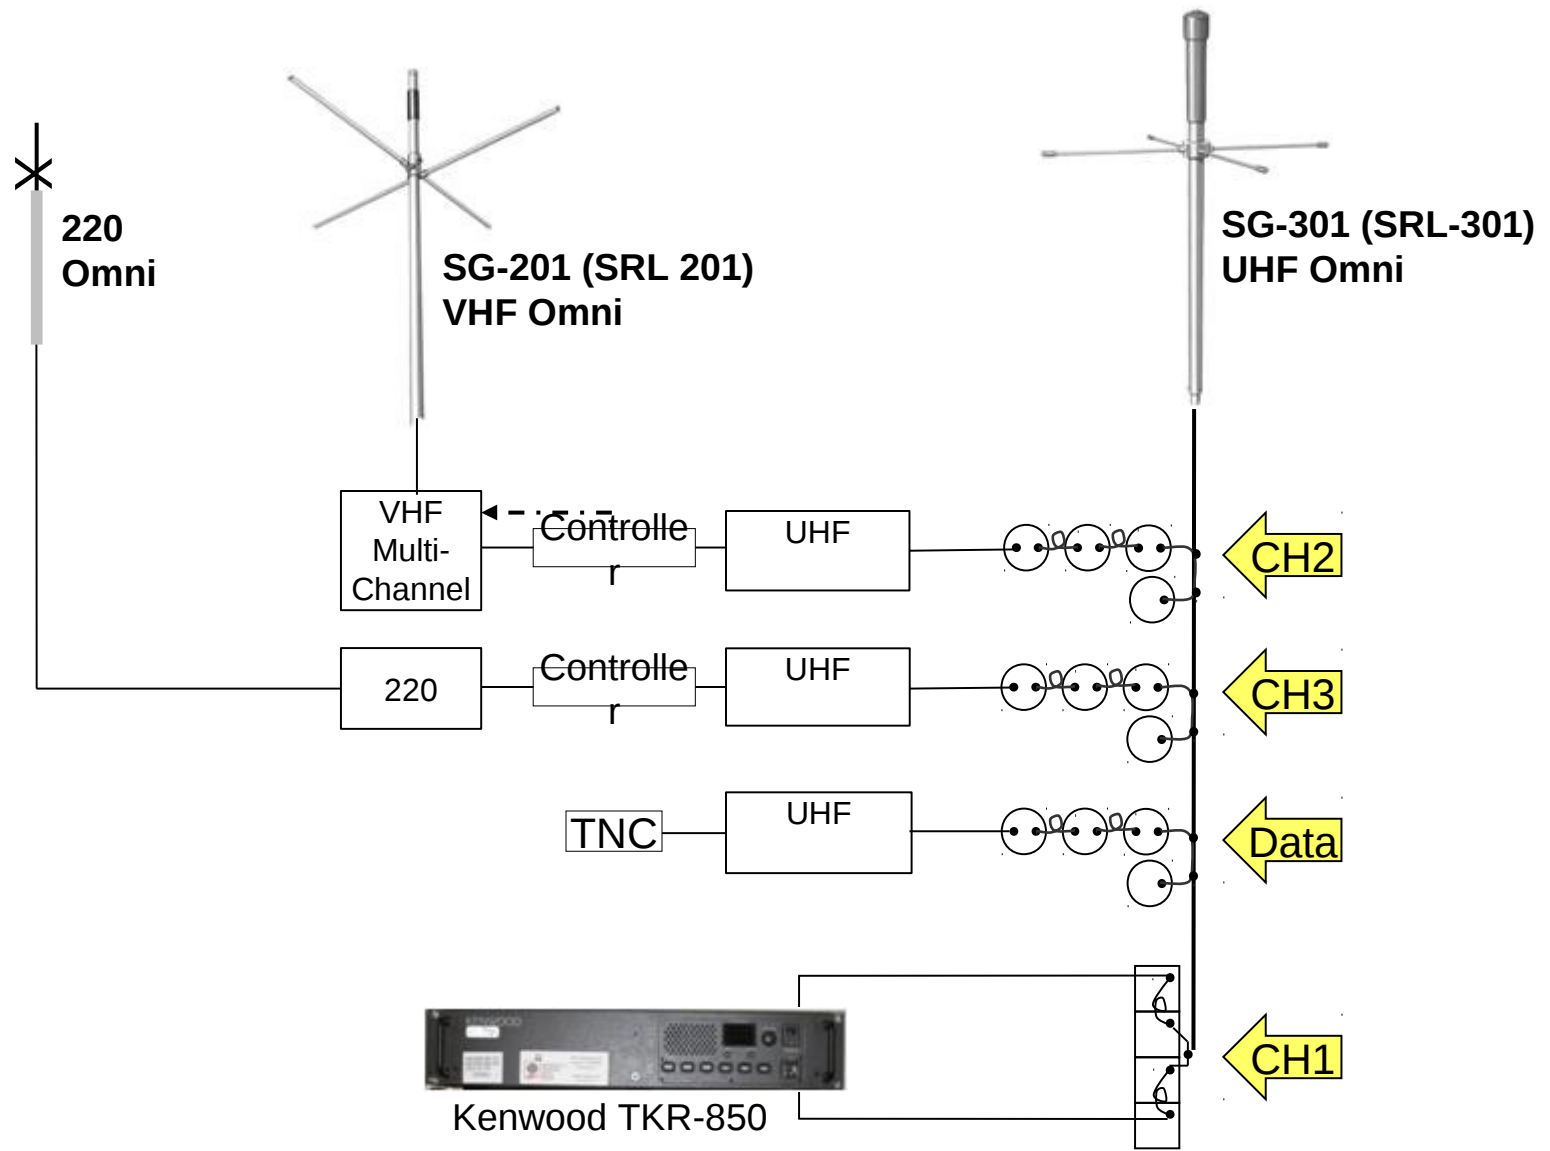 220
Omni
SG-201 (SRL 201)
VHF Omni
SG-301 (SRL-301)
UHF Omni
VHF
Multi-
Channel
Controlle
r
UHF
CH2
220
Controlle
r
UHF
CH3
TNC
UHF
Data
KENWOOD
Kenwood TKR-850
CH1